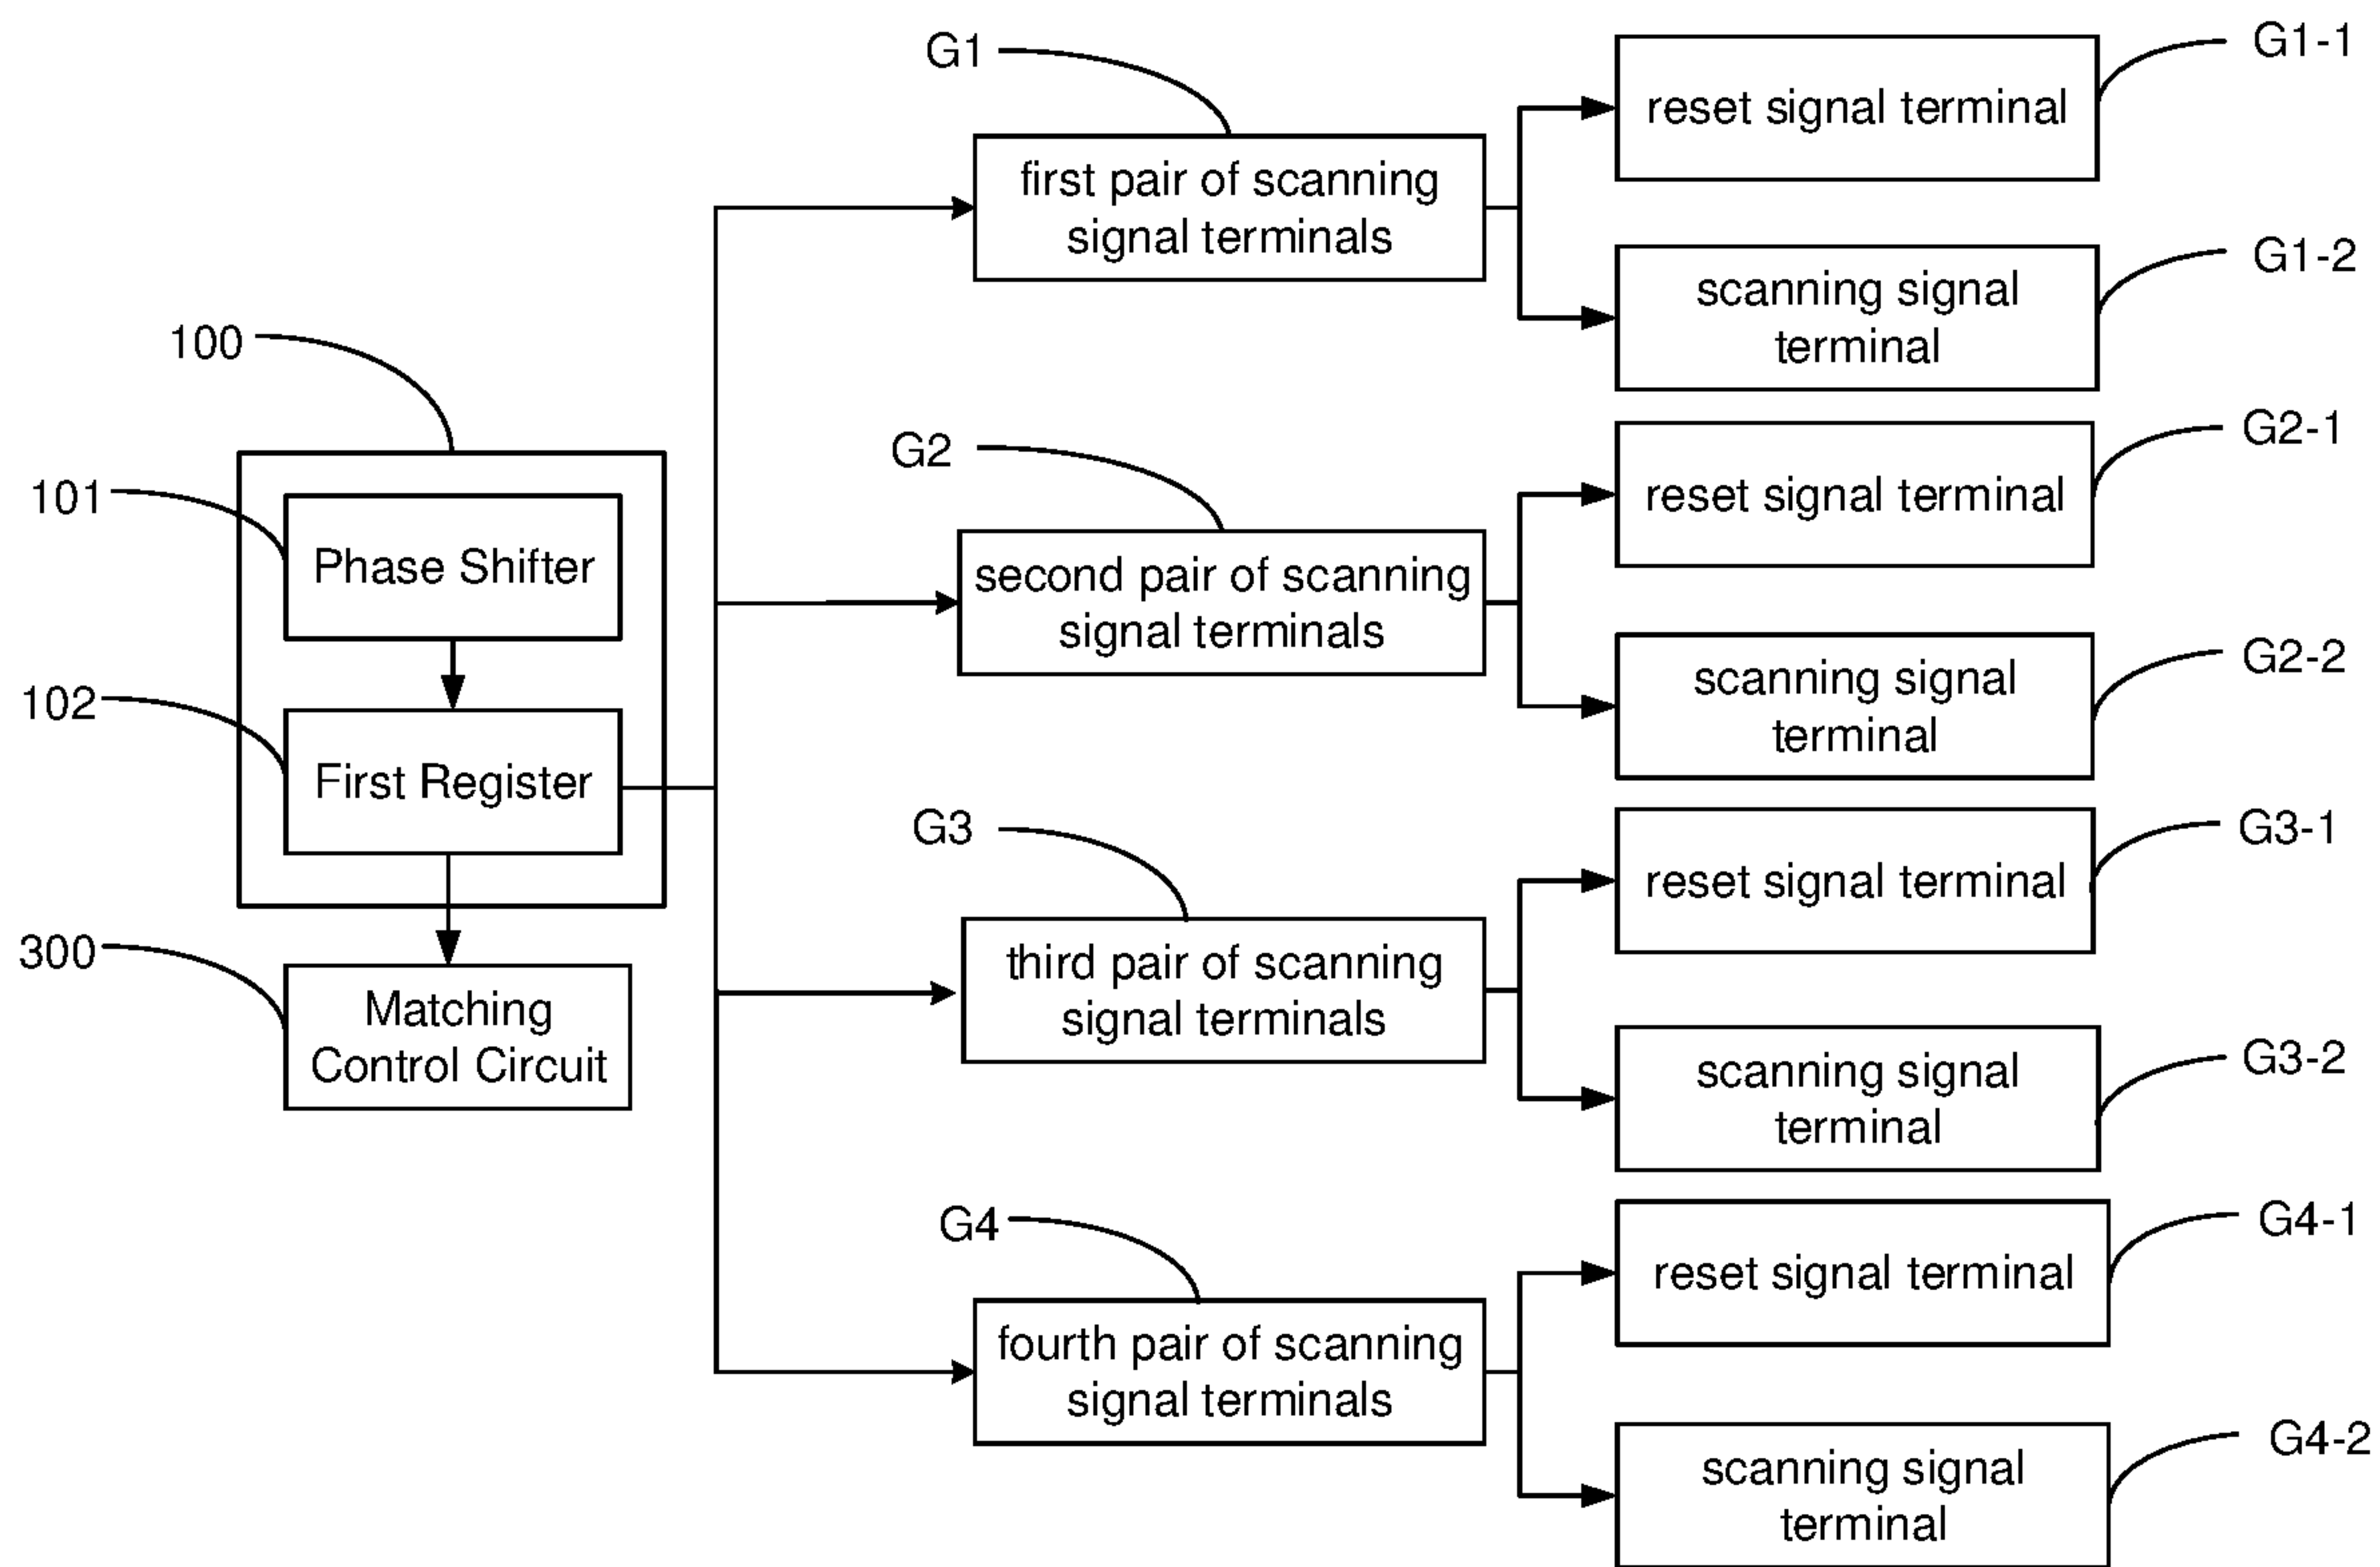 G1
G1-1
reset signal terminal
first pair of scanning
signal terminals
G1-2
scanning signal
terminal
100
G2
G2-1
reset signal terminal
101
Phase Shifter
second pair of scanning
signal terminals
G2-2
scanning signal
terminal
102
First Register
G3
G3-1
reset signal terminal
300
Matching
Control Circuit
third pair of scanning
signal terminals
G3-2
scanning signal
terminal
G4
G4-1
reset signal terminal
fourth pair of scanning
signal terminals
G4-2
scanning signal
terminal